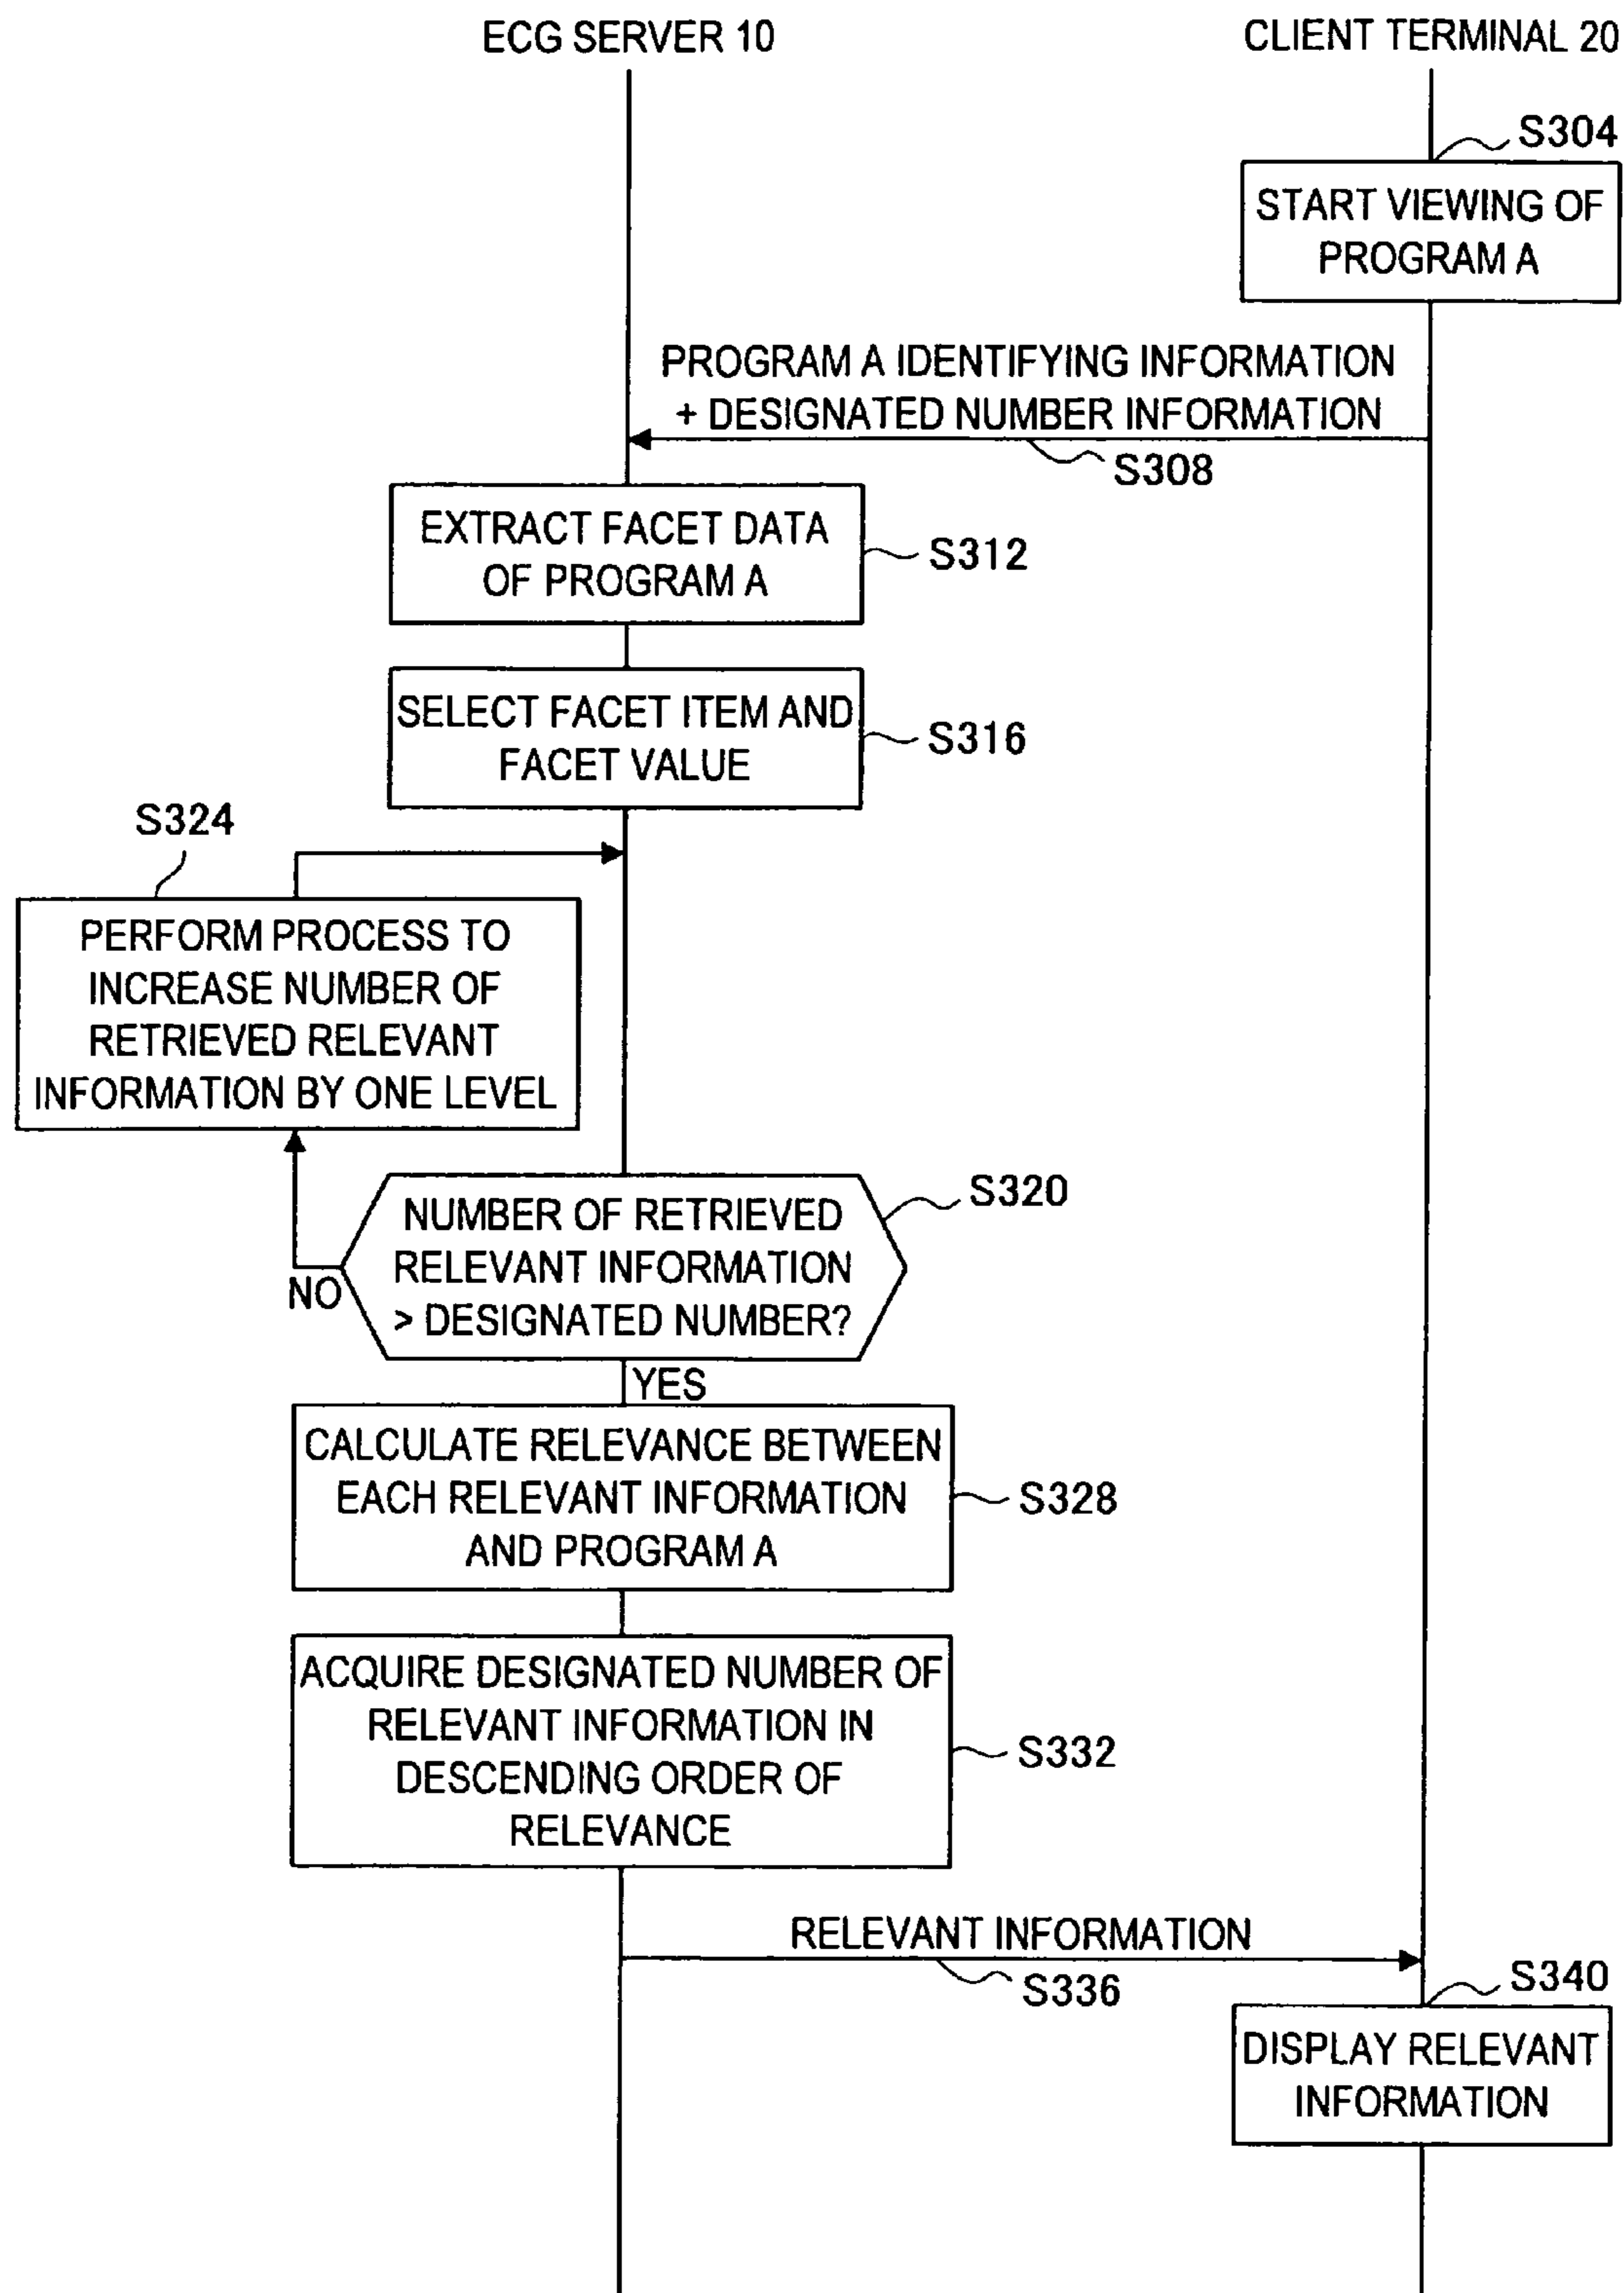 ECG SERVER 10
CLIENT TERMINAL 20
S304
START VIEWING OF
PROGRAM A
PROGRAM A IDENTIFYING INFORMATION
+ DESIGNATED NUMBER INFORMATION
S308
EXTRACT FACET DATA
OF PROGRAM A
S312
SELECT FACET ITEM AND
FACET VALUE
S316
S324
PERFORM PROCESS TO
INCREASE NUMBER OF
RETRIEVED RELEVANT
INFORMATION BY ONE LEVEL
S320
NUMBER OF RETRIEVED
RELEVANT INFORMATION
> DESIGNATED NUMBER?
NO
YES
CALCULATE RELEVANCE BETWEEN
EACH RELEVANT INFORMATION
AND PROGRAM A
S328
ACQUIRE DESIGNATED NUMBER OF
RELEVANT INFORMATION IN
DESCENDING ORDER OF
RELEVANCE
S332
RELEVANT INFORMATION
S336
S340
DISPLAY RELEVANT
INFORMATION